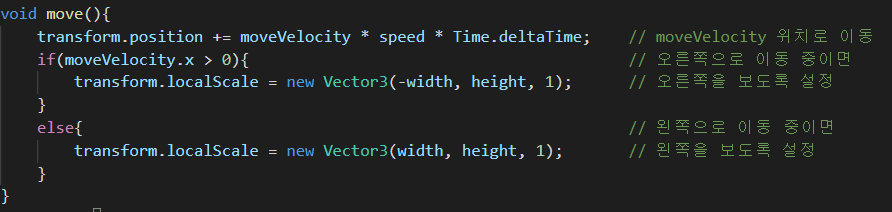 void move(){
    transform.position += moveVelocity * speed * Time.deltaTime;    // moveVelocity 위치로 이동
    if(moveVelocity.x > 0){    // 오른쪽으로 이동 중이면
        transform.localScale = new Vector3(-width, height, 1);    // 오른쪽을 보도록 설정
    }
    else{    // 왼쪽으로 이동 중이면
        transform.localScale = new Vector3(width, height, 1);    // 왼쪽을 보도록 설정
    }
}